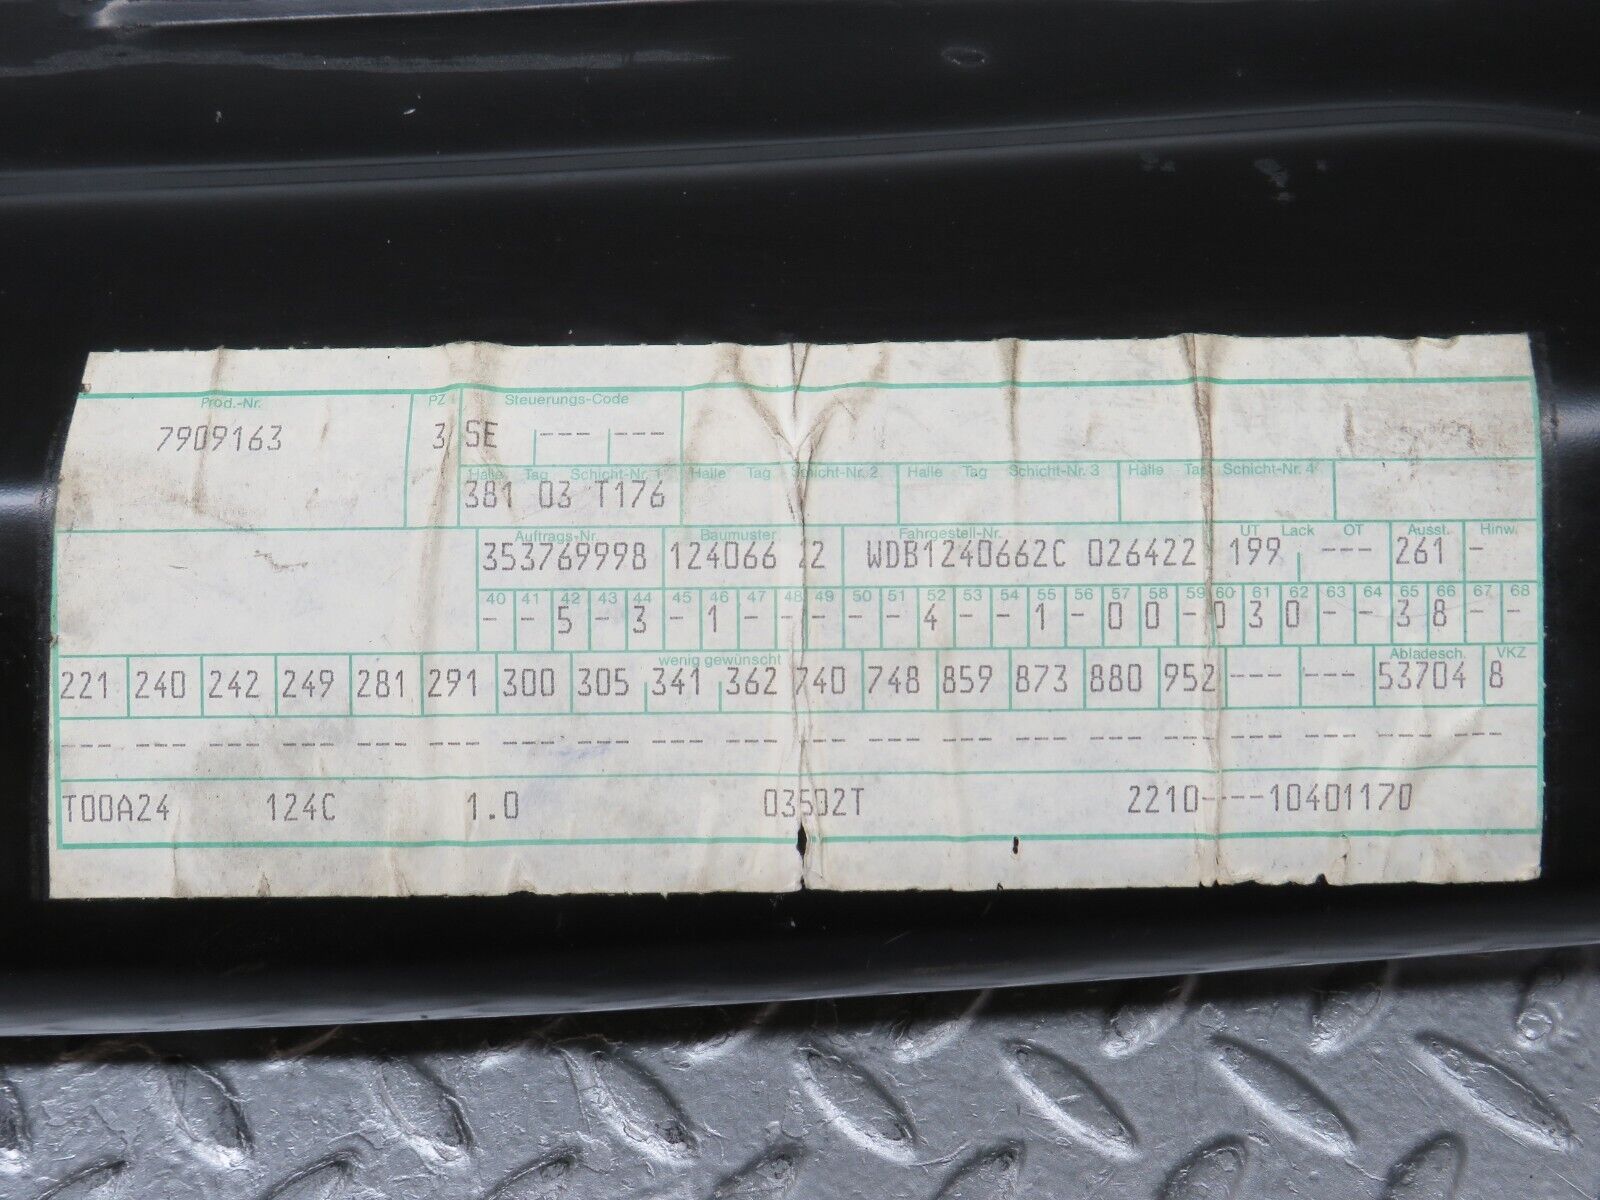 Prod.-Nr. PZ Steuerungs-Code
7909163 3 SE --- ---
Halle Tag Schicht-Nr. 1 Halle Tag Schicht-Nr. 2 Halle Tag Schicht-Nr. 3 Halle Tag Schicht-Nr. 4
381 03 T176
Auftrags-Nr. Baumuster Fahrgestell-Nr. UT Lack OT Ausst. Hinw.
353769998 124066 22 WDB1240662C 026422 199 --- 261 -
40 41 42 43 44 45 46 47 48 49 50 51 52 53 54 55 56 57 58 59 60 61 62 63 64 65 66 67 68
- - 5 - 3 - 1 - - - - - 4 - - 1 - 0 0 - 0 3 0 - - 3 8 - -
wenig gewünscht Abladesch. VKZ
221 240 242 249 281 291 300 305 341 362 740 748 859 873 880 952 --- --- 53704 8
--- --- --- --- --- --- --- --- --- --- --- --- --- --- --- --- --- --- --- ---
T00A24 124C 1.0 03502T 2210----10401170